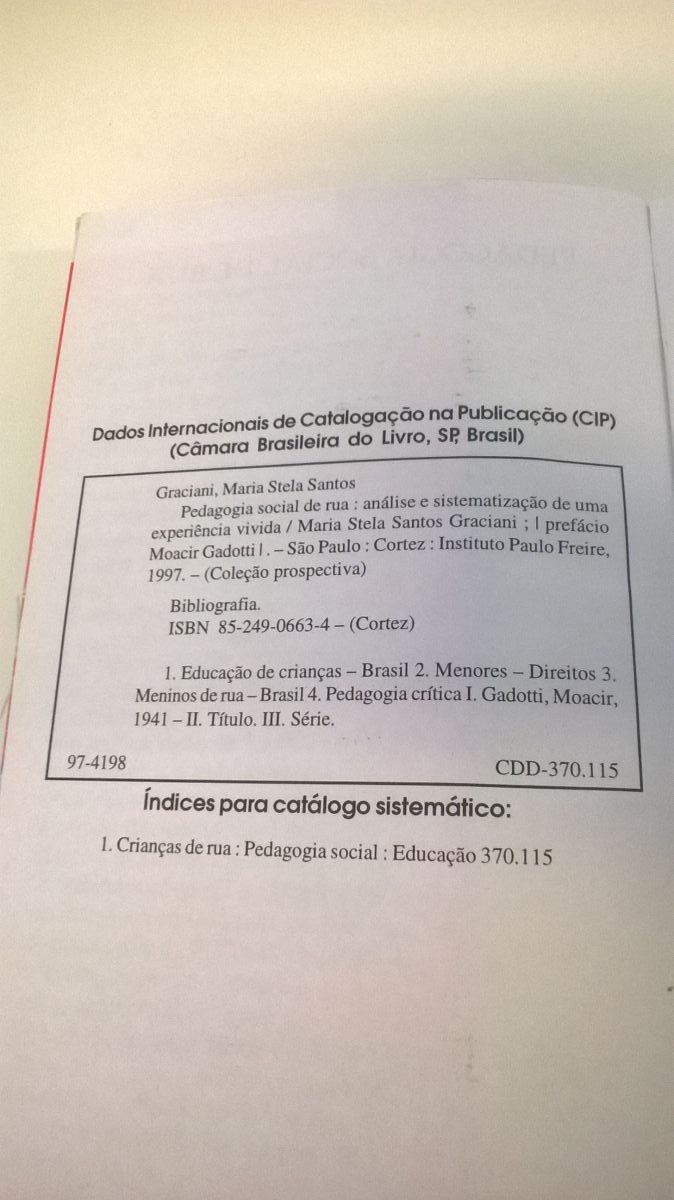 Dados Internacionais de Catalogação na Publicação (CIP)
(Câmara Brasileira do Livro, SP, Brasil)
Graciani, Maria Stela Santos
Pedagogia social de rua : análise e sistematização de uma
experiência vivida / Maria Stela Santos Graciani ; | prefácio
Moacir Gadotti | . – São Paulo : Cortez : Instituto Paulo Freire,
1997. – (Coleção prospectiva)
Bibliografia.
ISBN 85-249-0663-4 – (Cortez)
1. Educação de crianças – Brasil 2. Menores – Direitos 3.
Meninos de rua – Brasil 4. Pedagogia crítica I. Gadotti, Moacir,
1941 – II. Título. III. Série.
97-4198 CDD-370.115
Índices para catálogo sistemático:
1. Crianças de rua : Pedagogia social : Educação 370.115